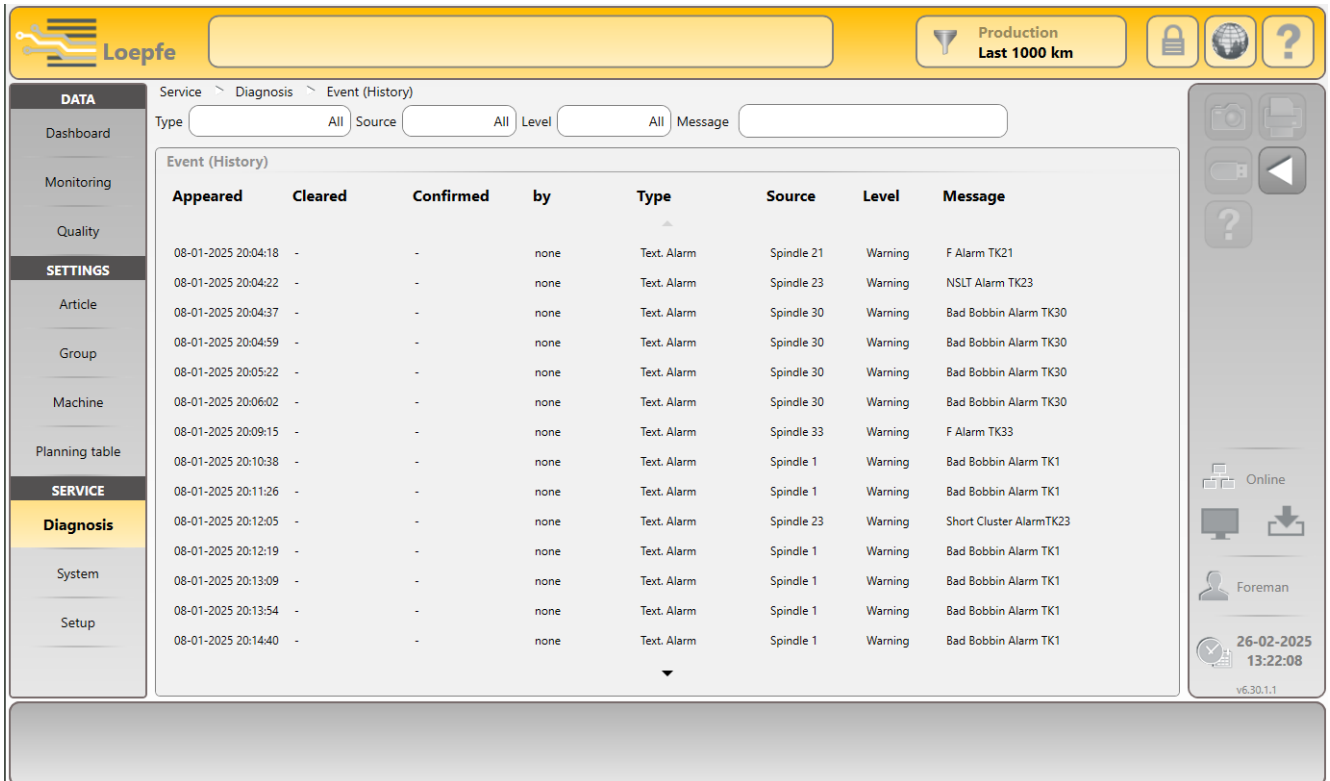 Loepfe
Production
Last 1000 km
?
DATA
Dashboard
Monitoring
Quality
SETTINGS
Article
Group
Machine
Planning table
SERVICE
Diagnosis
System
Setup
Service > Diagnosis > Event (History)
Type All Source All Level All Message
Event (History)
Appeared Cleared Confirmed by Type Source Level Message
08-01-2025 20:04:18 - - none Text. Alarm Spindle 21 Warning F Alarm TK21
08-01-2025 20:04:22 - - none Text. Alarm Spindle 23 Warning NSLT Alarm TK23
08-01-2025 20:04:37 - - none Text. Alarm Spindle 30 Warning Bad Bobbin Alarm TK30
08-01-2025 20:04:59 - - none Text. Alarm Spindle 30 Warning Bad Bobbin Alarm TK30
08-01-2025 20:05:22 - - none Text. Alarm Spindle 30 Warning Bad Bobbin Alarm TK30
08-01-2025 20:06:02 - - none Text. Alarm Spindle 30 Warning Bad Bobbin Alarm TK30
08-01-2025 20:09:15 - - none Text. Alarm Spindle 33 Warning F Alarm TK33
08-01-2025 20:10:38 - - none Text. Alarm Spindle 1 Warning Bad Bobbin Alarm TK1
08-01-2025 20:11:26 - - none Text. Alarm Spindle 1 Warning Bad Bobbin Alarm TK1
08-01-2025 20:12:05 - - none Text. Alarm Spindle 23 Warning Short Cluster AlarmTK23
08-01-2025 20:12:19 - - none Text. Alarm Spindle 1 Warning Bad Bobbin Alarm TK1
08-01-2025 20:13:09 - - none Text. Alarm Spindle 1 Warning Bad Bobbin Alarm TK1
08-01-2025 20:13:54 - - none Text. Alarm Spindle 1 Warning Bad Bobbin Alarm TK1
08-01-2025 20:14:40 - - none Text. Alarm Spindle 1 Warning Bad Bobbin Alarm TK1
?
Online
Foreman
26-02-2025
13:22:08
v6.30.1.1